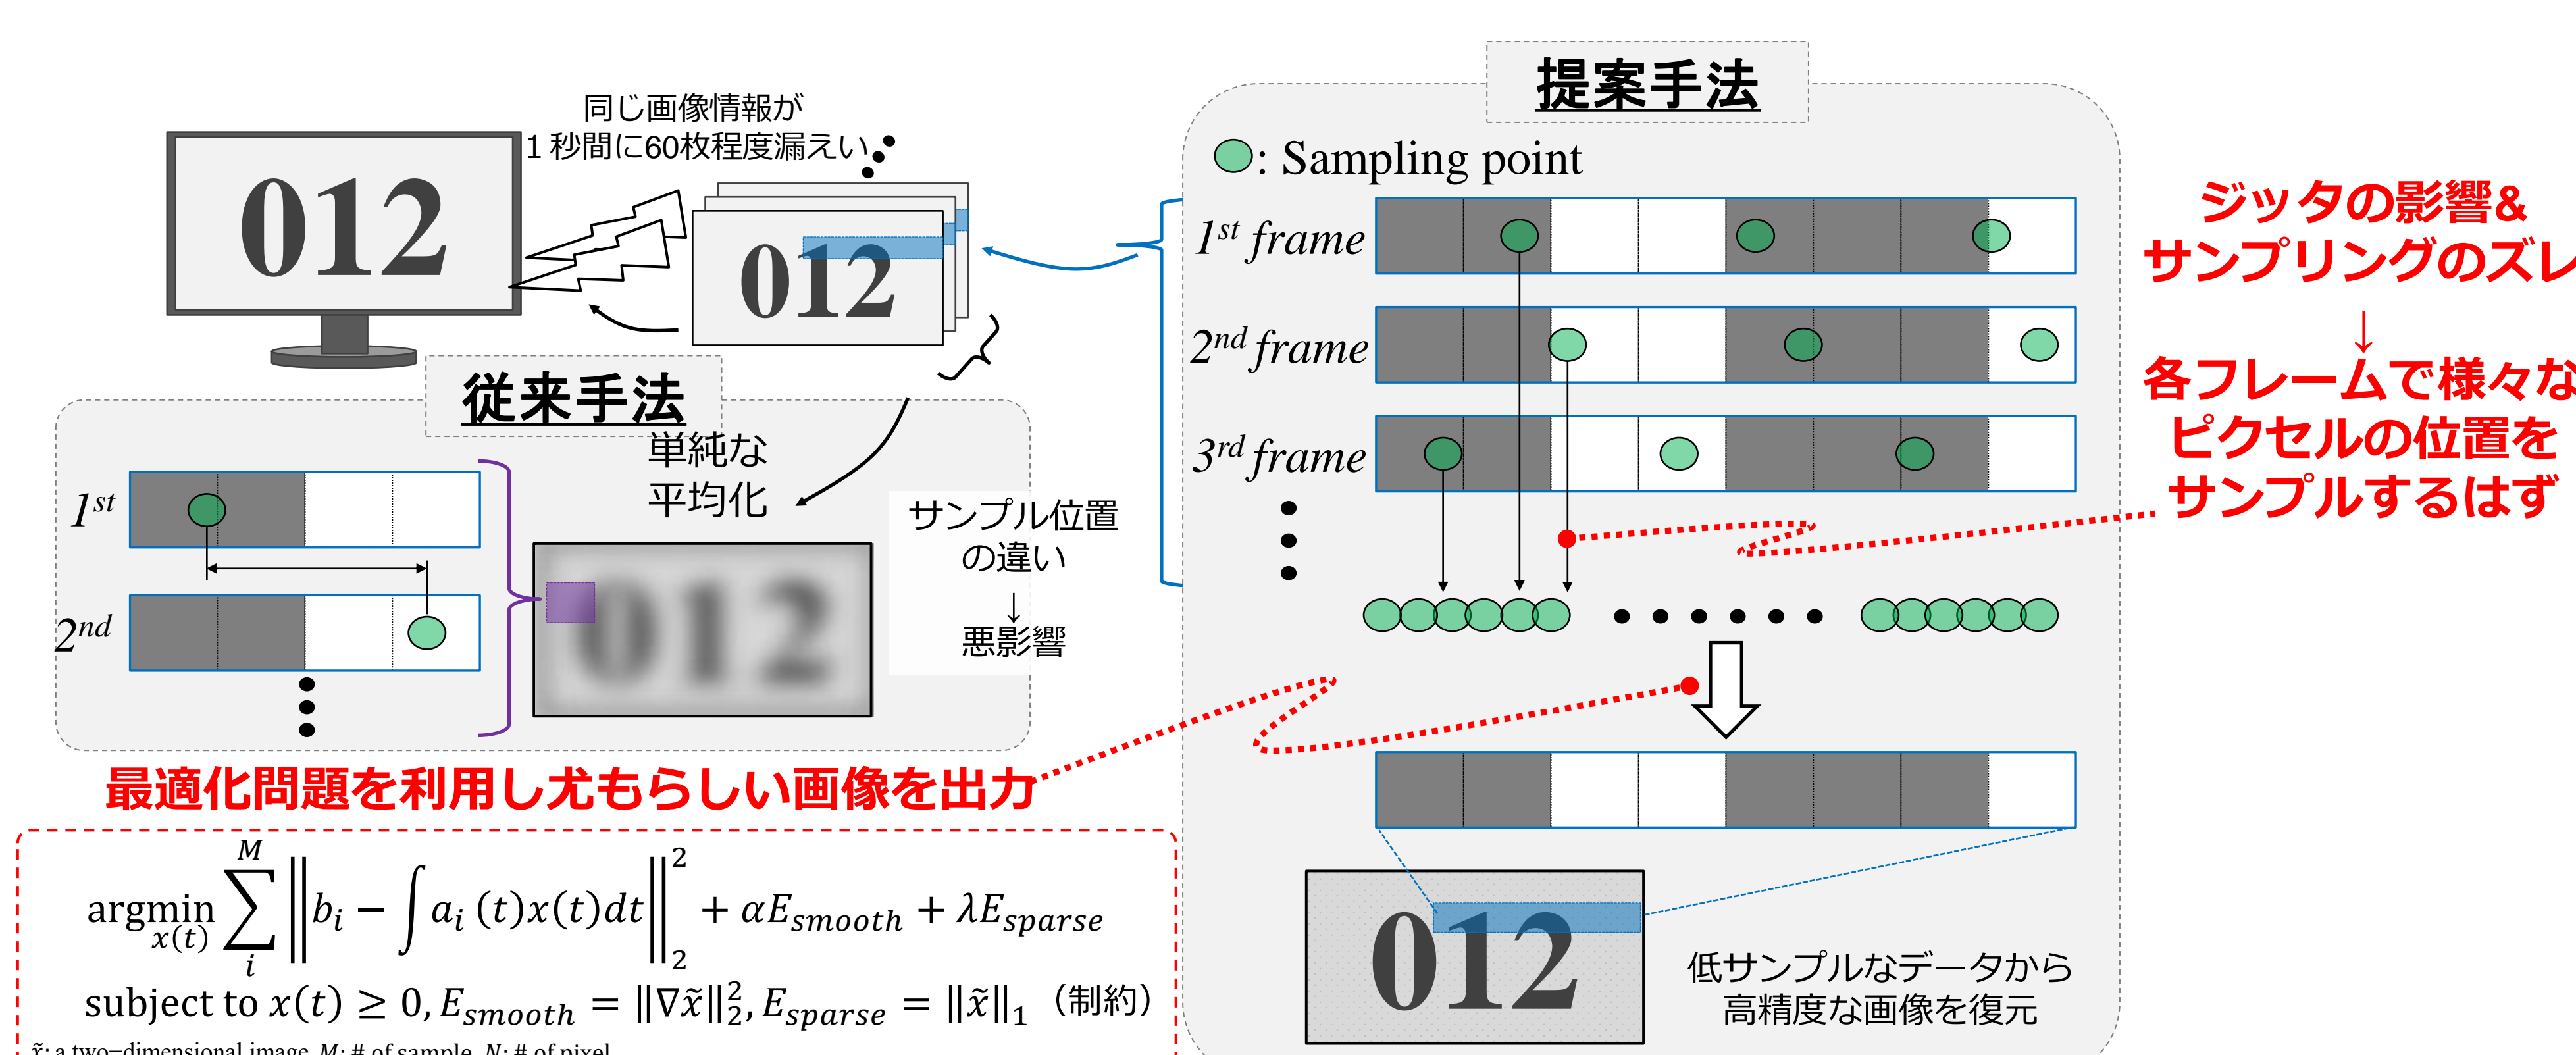 同じ画像情報が
1秒間に60枚程度漏えい
012
012
従来手法
単純な
平均化
1st
2nd
012
サンプル位置
の違い
↓
悪影響
最適化問題を利用し尤もらしい画像を出力
argmin x(t) ∑ i M ‖b_i − ∫a_i (t)x(t)dt‖₂² + αE_smooth + λE_sparse
subject to x(t) ≥ 0, E_smooth = ‖∇x̃‖₂², E_sparse = ‖x̃‖₁ （制約）
x̃: a two−dimensional image, M: # of sample, N: # of pixel
提案手法
: Sampling point
1st frame
2nd frame
3rd frame
012
低サンプルなデータから
高精度な画像を復元
ジッタの影響&
サンプリングのズレ
↓
各フレームで様々な
ピクセルの位置を
サンプルするはず